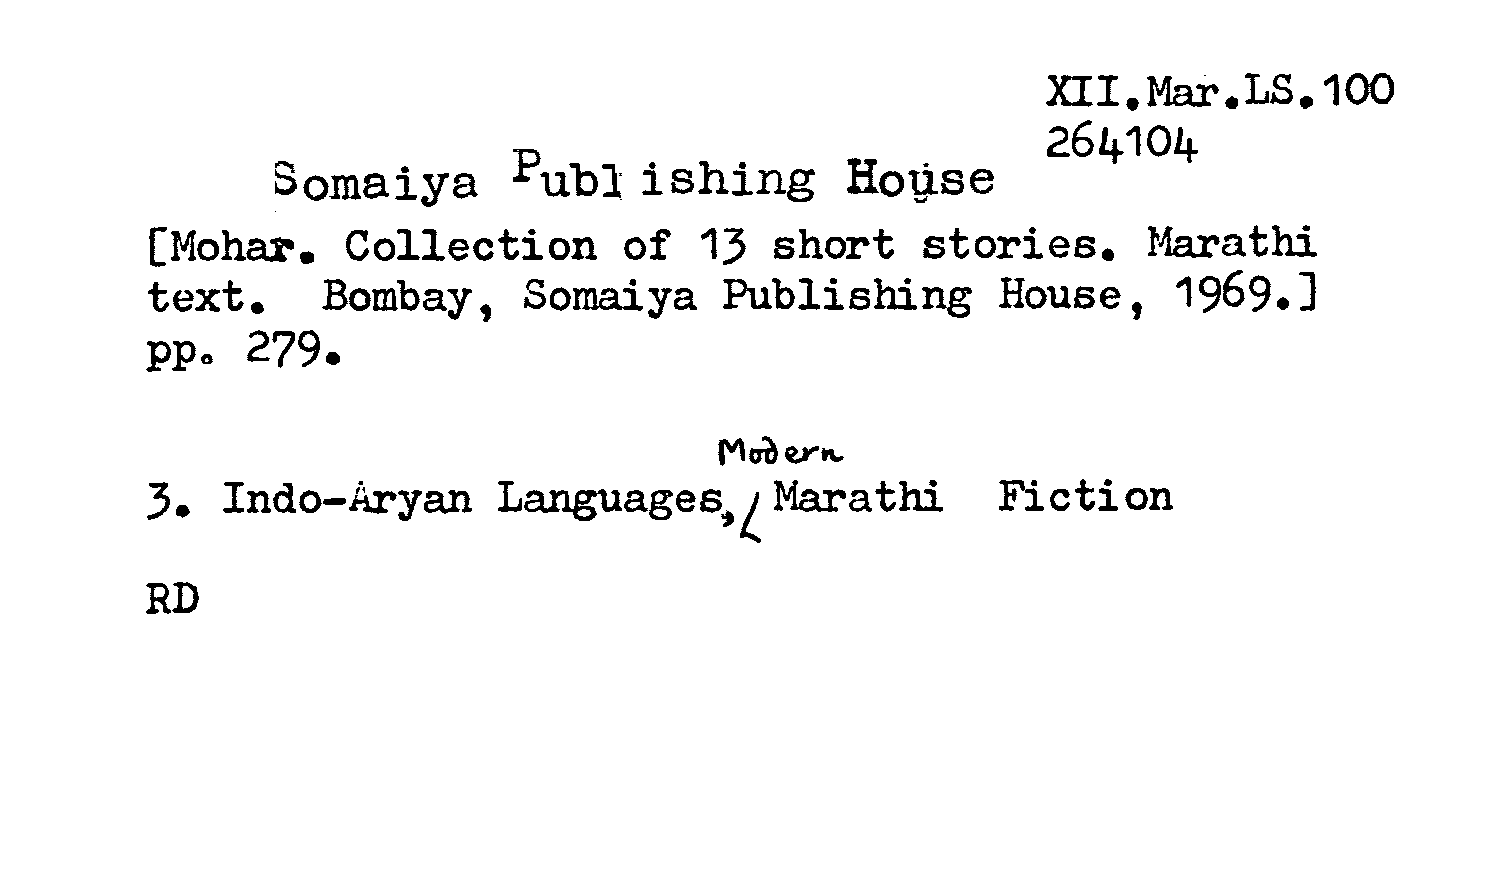 XII.Mar.LS.100
264104
Somaiya Publishing House
[Mohar. Collection of 13 short stories. Marathi
text. Bombay, Somaiya Publishing House, 1969.]
pp. 279.
Modern
3. Indo-Aryan Languages, Marathi Fiction
RD